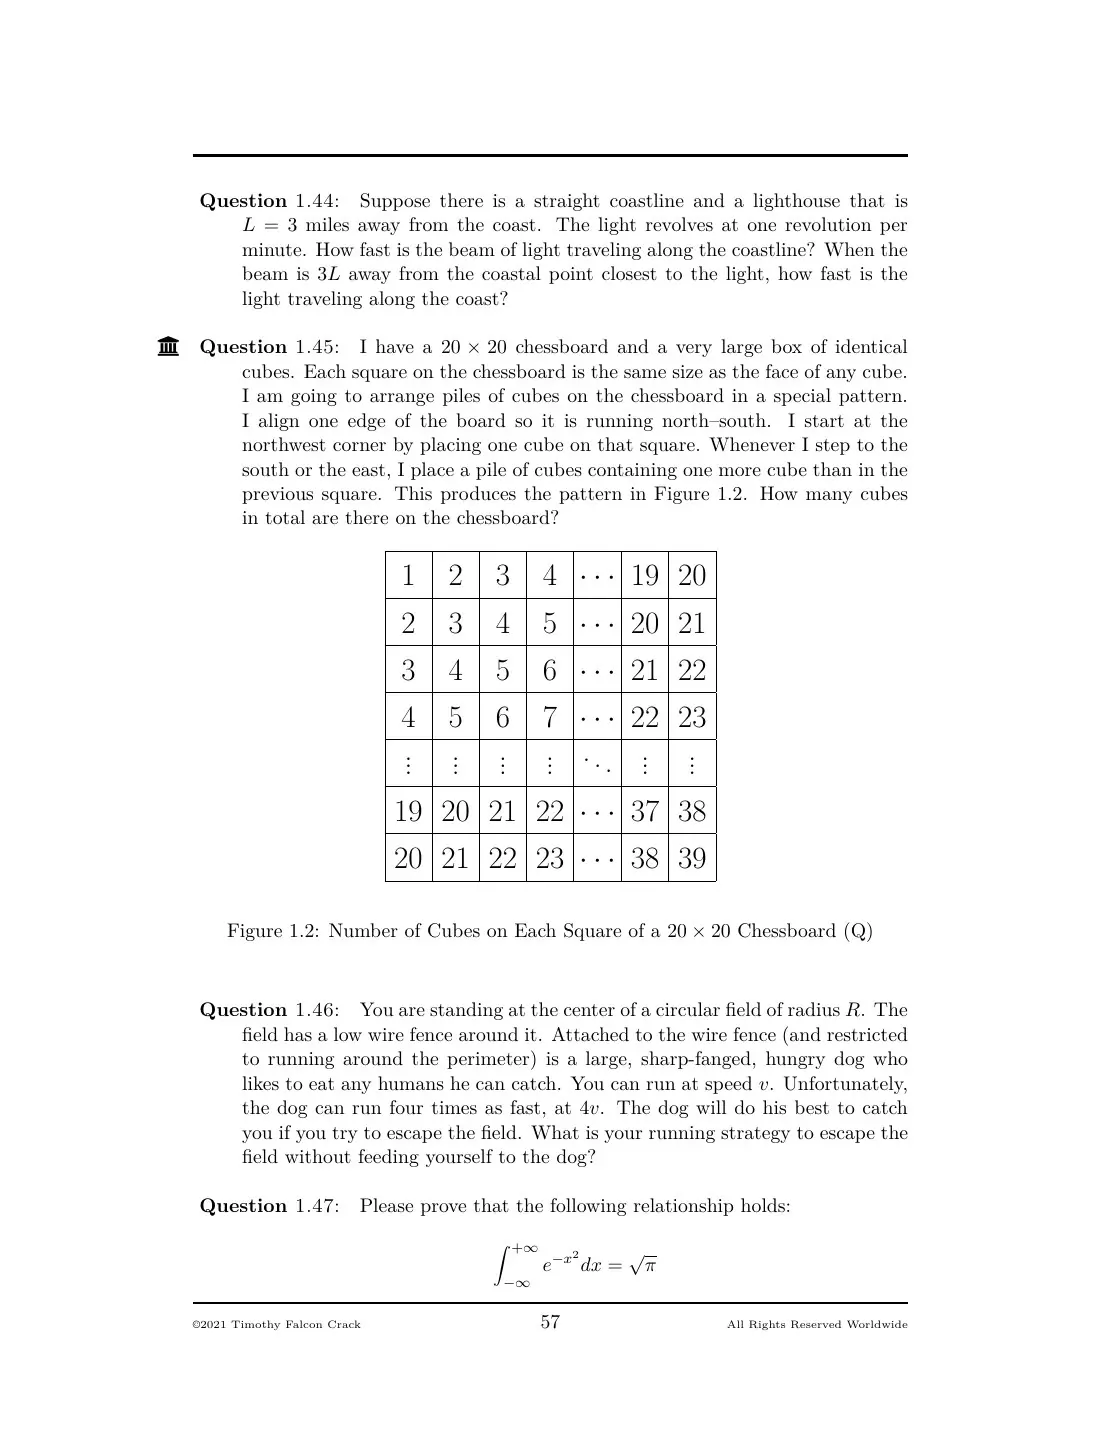 Question 1.44: Suppose there is a straight coastline and a lighthouse that is
L = 3 miles away from the coast. The light revolves at one revolution per
minute. How fast is the beam of light traveling along the coastline? When the
beam is 3L away from the coastal point closest to the light, how fast is the
light traveling along the coast?
Question 1.45: I have a 20 × 20 chessboard and a very large box of identical
cubes. Each square on the chessboard is the same size as the face of any cube.
I am going to arrange piles of cubes on the chessboard in a special pattern.
I align one edge of the board so it is running north–south. I start at the
northwest corner by placing one cube on that square. Whenever I step to the
south or the east, I place a pile of cubes containing one more cube than in the
previous square. This produces the pattern in Figure 1.2. How many cubes
in total are there on the chessboard?
1 2 3 4 ··· 19 20
2 3 4 5 ··· 20 21
3 4 5 6 ··· 21 22
4 5 6 7 ··· 22 23
⋮ ⋮ ⋮ ⋮ ⋱ ⋮ ⋮
19 20 21 22 ··· 37 38
20 21 22 23 ··· 38 39
Figure 1.2: Number of Cubes on Each Square of a 20 × 20 Chessboard (Q)
Question 1.46: You are standing at the center of a circular field of radius R. The
field has a low wire fence around it. Attached to the wire fence (and restricted
to running around the perimeter) is a large, sharp-fanged, hungry dog who
likes to eat any humans he can catch. You can run at speed v. Unfortunately,
the dog can run four times as fast, at 4v. The dog will do his best to catch
you if you try to escape the field. What is your running strategy to escape the
field without feeding yourself to the dog?
Question 1.47: Please prove that the following relationship holds:
∫_{−∞}^{+∞} e^{−x²} dx = √π
©2021 Timothy Falcon Crack 57 All Rights Reserved Worldwide